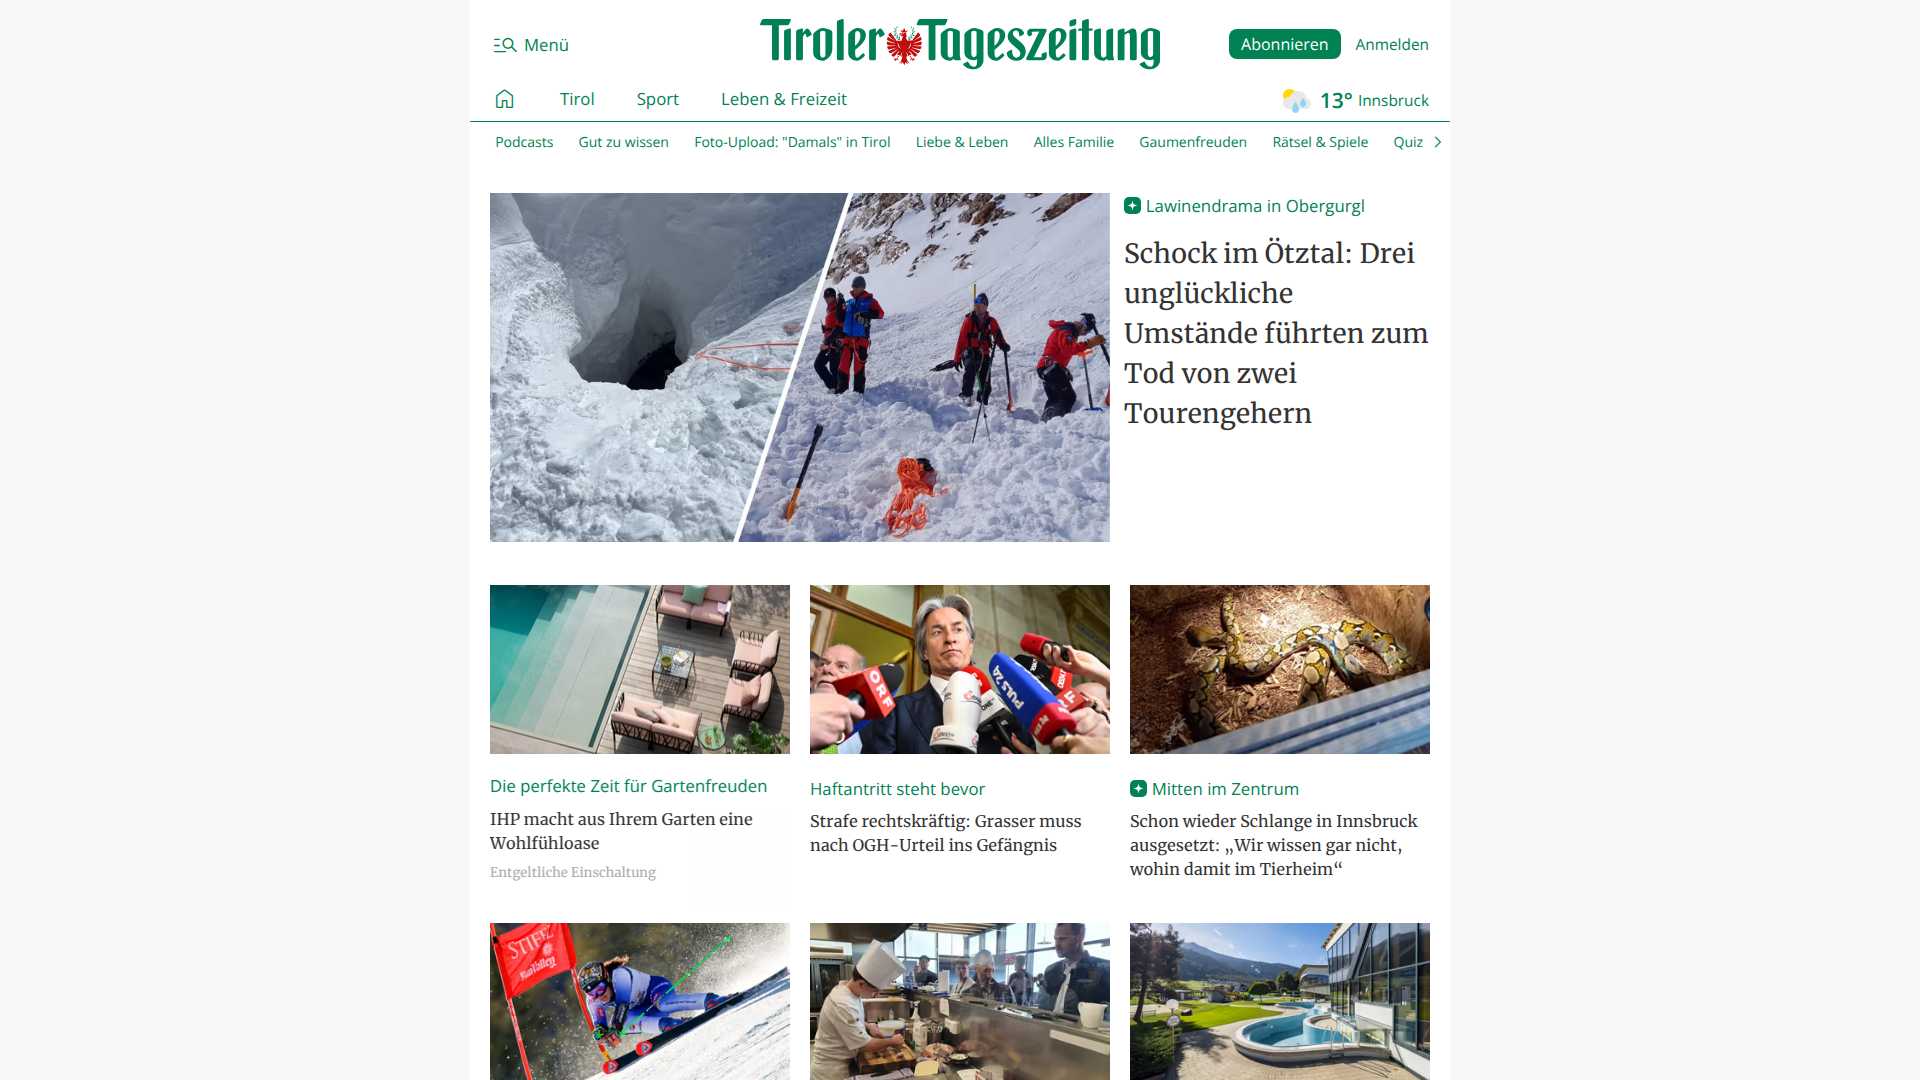 Menü
Tiroler Tageszeitung
Abonnieren
Anmelden
Tirol
Sport
Leben & Freizeit
13° Innsbruck
Podcasts
Gut zu wissen
Foto-Upload: "Damals" in Tirol
Liebe & Leben
Alles Familie
Gaumenfreuden
Rätsel & Spiele
Quiz
Lawinendrama in Obergurgl
Schock im Ötztal: Drei
unglückliche
Umstände führten zum
Tod von zwei
Tourengehern
ORF
PULS 24
Die perfekte Zeit für Gartenfreuden
IHP macht aus Ihrem Garten eine
Wohlfühloase
Entgeltliche Einschaltung
Haftantritt steht bevor
Strafe rechtskräftig: Grasser muss
nach OGH-Urteil ins Gefängnis
Mitten im Zentrum
Schon wieder Schlange in Innsbruck
ausgesetzt: „Wir wissen gar nicht,
wohin damit im Tierheim“